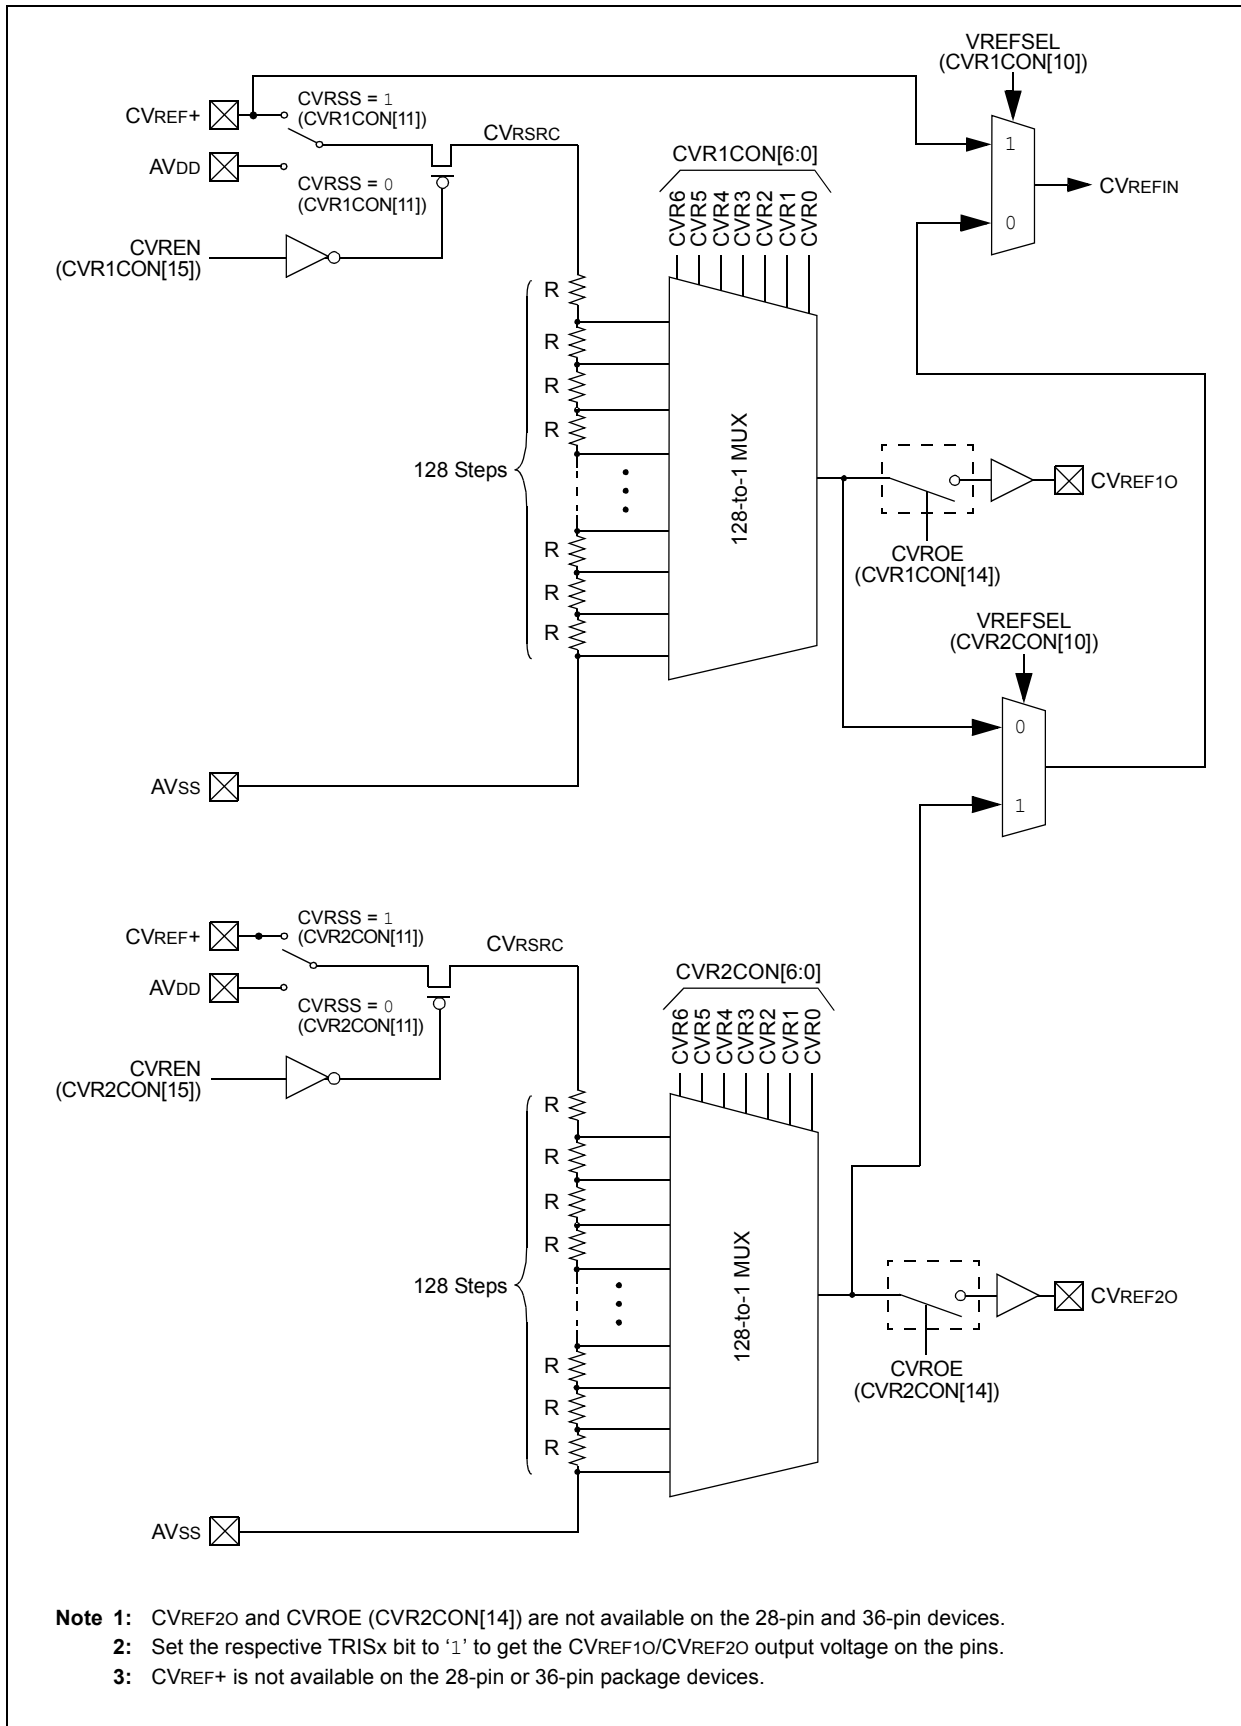 VREFSEL
(CVR1CON[10])
CVREF+
CVRSS = 1
(CVR1CON[11])
CVRSRC
AVDD
CVRSS = 0
(CVR1CON[11])
CVREN
(CVR1CON[15])
CVR1CON[6:0]
CVR6
CVR5
CVR4
CVR3
CVR2
CVR1
CVR0
1
CVREFIN
0
R
R
R
R
128 Steps
R
R
R
128-to-1 MUX
CVREF1O
CVROE
(CVR1CON[14])
VREFSEL
(CVR2CON[10])
0
1
AVSS
CVREF+
CVRSS = 1
(CVR2CON[11])
CVRSRC
AVDD
CVRSS = 0
(CVR2CON[11])
CVREN
(CVR2CON[15])
CVR2CON[6:0]
CVR6
CVR5
CVR4
CVR3
CVR2
CVR1
CVR0
R
R
R
R
128 Steps
R
R
R
128-to-1 MUX
CVREF2O
CVROE
(CVR2CON[14])
AVSS
Note 1: CVREF2O and CVROE (CVR2CON[14]) are not available on the 28-pin and 36-pin devices.
2: Set the respective TRISx bit to ‘1’ to get the CVREF1O/CVREF2O output voltage on the pins.
3: CVREF+ is not available on the 28-pin or 36-pin package devices.